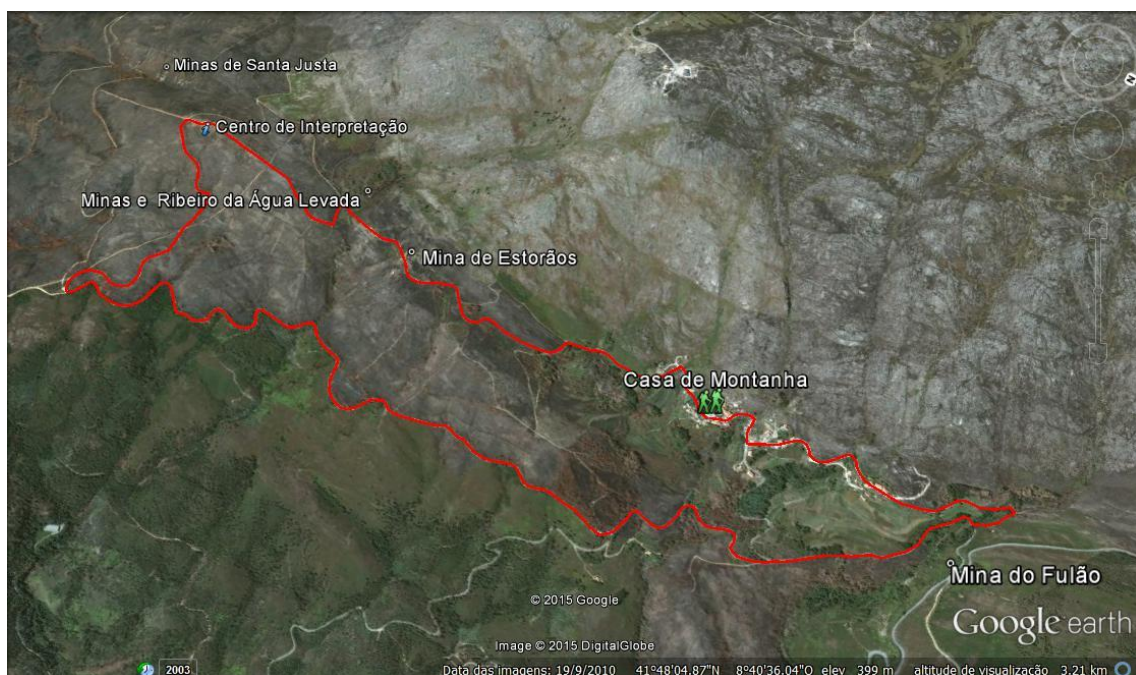 Minas de Santa Justa
Centro de Interpretação
Minas e Ribeiro da Água Levada
Mina de Estorãos
Casa de Montanha
Mina do Fulão
© 2015 Google
Google earth
Image © 2015 DigitalGlobe
2003
Data das imagens: 19/9/2010 41°48'04.87"N 8°40'36.04"O elev 399 m altitude de visualização 3.21 km
N